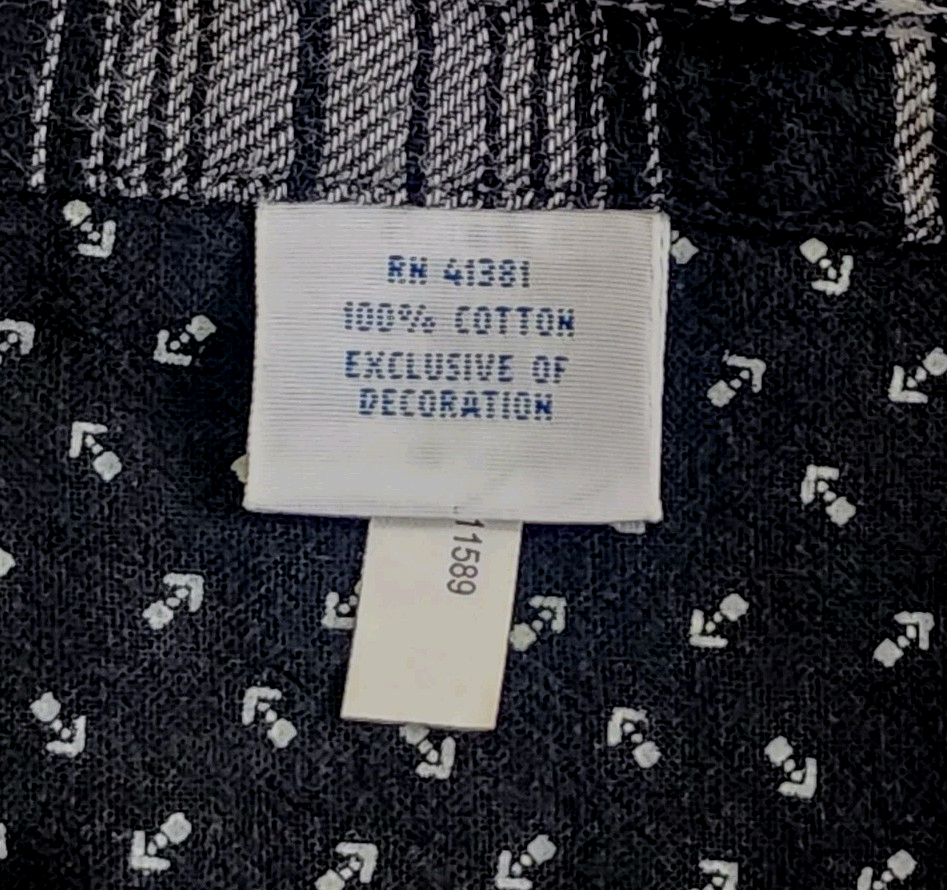 RN 41381
100% COTTON
EXCLUSIVE OF
DECORATION
11589